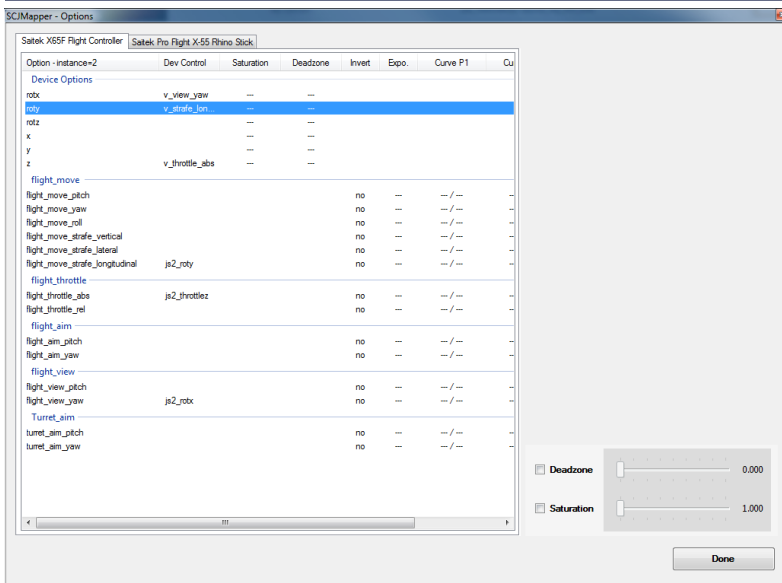 SCJMapper - Options
Saitek X65F Flight Controller Saitek Pro Flight X-55 Rhino Stick
Option - instance=2 Dev Control Saturation Deadzone Invert Expo. Curve P1 Cu
Device Options
rotx v_view_yaw --- ---
roty v_strafe_lon... --- ---
rotz --- ---
x --- ---
y --- ---
z v_throttle_abs --- ---
flight_move
flight_move_pitch no --- --- / --- --
flight_move_yaw no --- --- / --- --
flight_move_roll no --- --- / --- --
flight_move_strafe_vertical no --- --- / --- --
flight_move_strafe_lateral no --- --- / --- --
flight_move_strafe_longitudinal js2_roty no --- --- / --- --
flight_throttle
flight_throttle_abs js2_throttlez no --- --- / --- --
flight_throttle_rel no --- --- / --- --
flight_aim
flight_aim_pitch no --- --- / --- --
flight_aim_yaw no --- --- / --- --
flight_view
flight_view_pitch no --- --- / --- --
flight_view_yaw js2_rotx no --- --- / --- --
Turret_aim
turret_aim_pitch no --- --- / --- --
turret_aim_yaw no --- --- / --- --
Deadzone 0.000
Saturation 1.000
Done